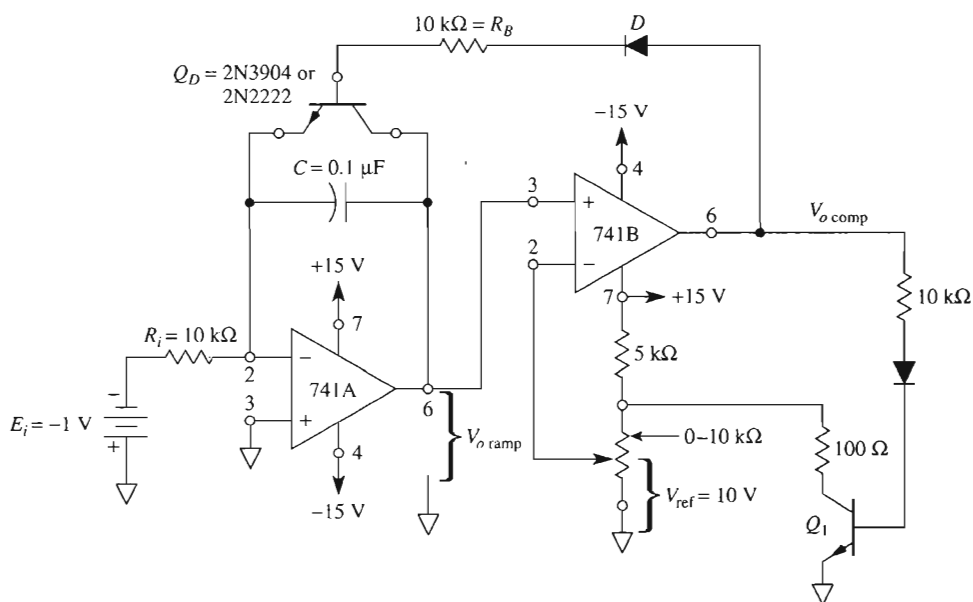 10 kΩ = R_B
D
Q_D = 2N3904 or
2N2222
−15 V
C = 0.1 μF
4
3
+
6
V_o comp
741B
2
−
+15 V
7
+15 V
10 kΩ
7
R_i = 10 kΩ
5 kΩ
−
2
741A
−
3
6
0–10 kΩ
E_i = −1 V
+
+
4
V_o ramp
100 Ω
V_ref = 10 V
−15 V
Q_1